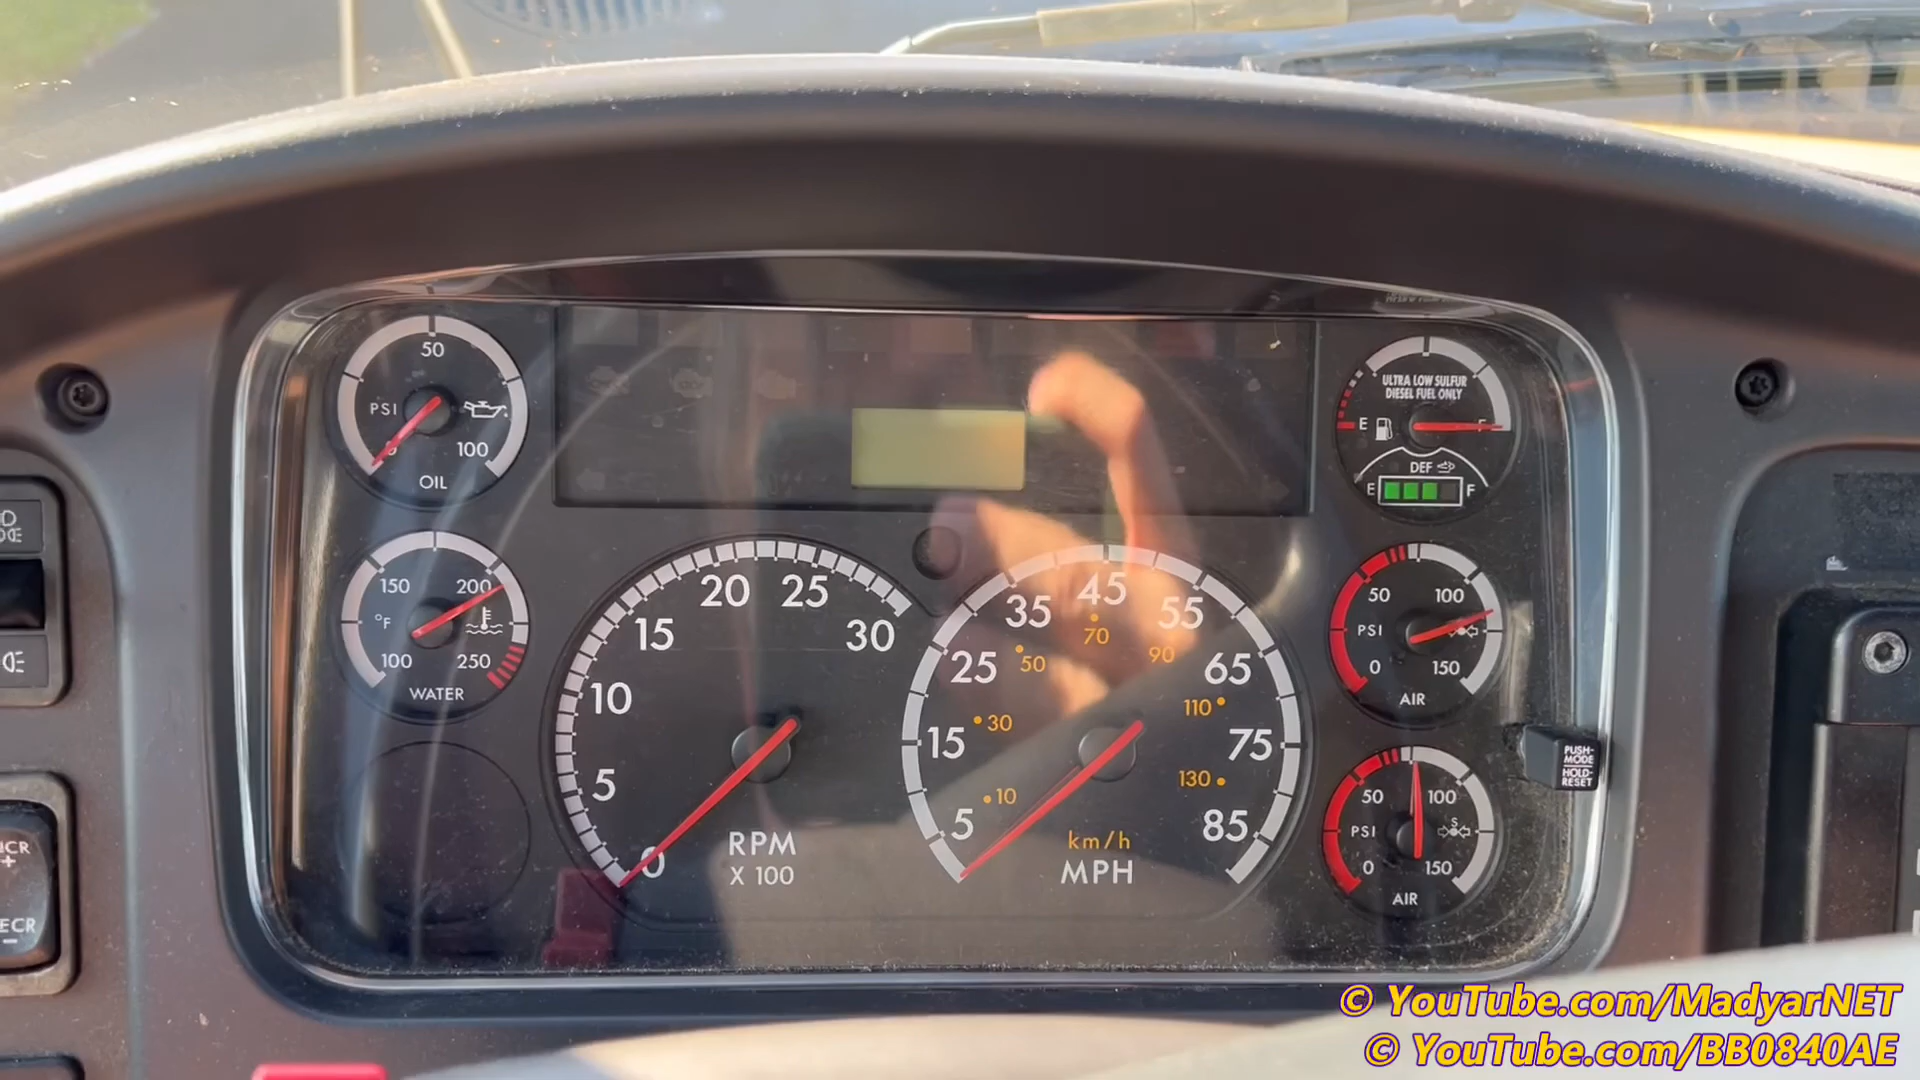 50
PSI
0
100
OIL
ULTRA LOW SULFUR
DIESEL FUEL ONLY
E
F
DEF
E F
150 200
°F
100 250
WATER
0
5
10
15
20
25
30
RPM
X 100
5
15
25
35
45
55
65
75
85
10
30
50
70
90
110
130
km/h
MPH
50 100
PSI
0 150
AIR
50 100
PSI
S
0 150
AIR
PUSH-
MODE
HOLD-
RESET
+
ECR
-
© YouTube.com/MadyarNET
© YouTube.com/BB0840AE